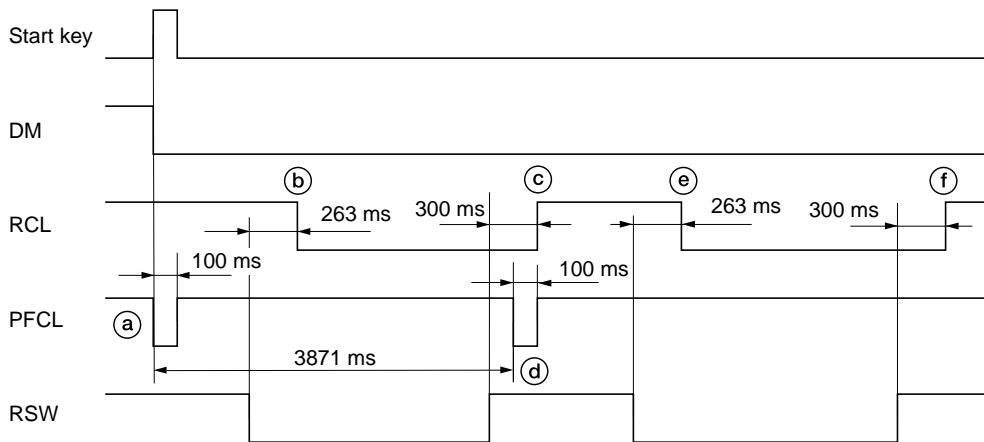 Start key
DM
b
c
e
f
RCL
263 ms
300 ms
263 ms
300 ms
100 ms
100 ms
PFCL
a
3871 ms
d
RSW